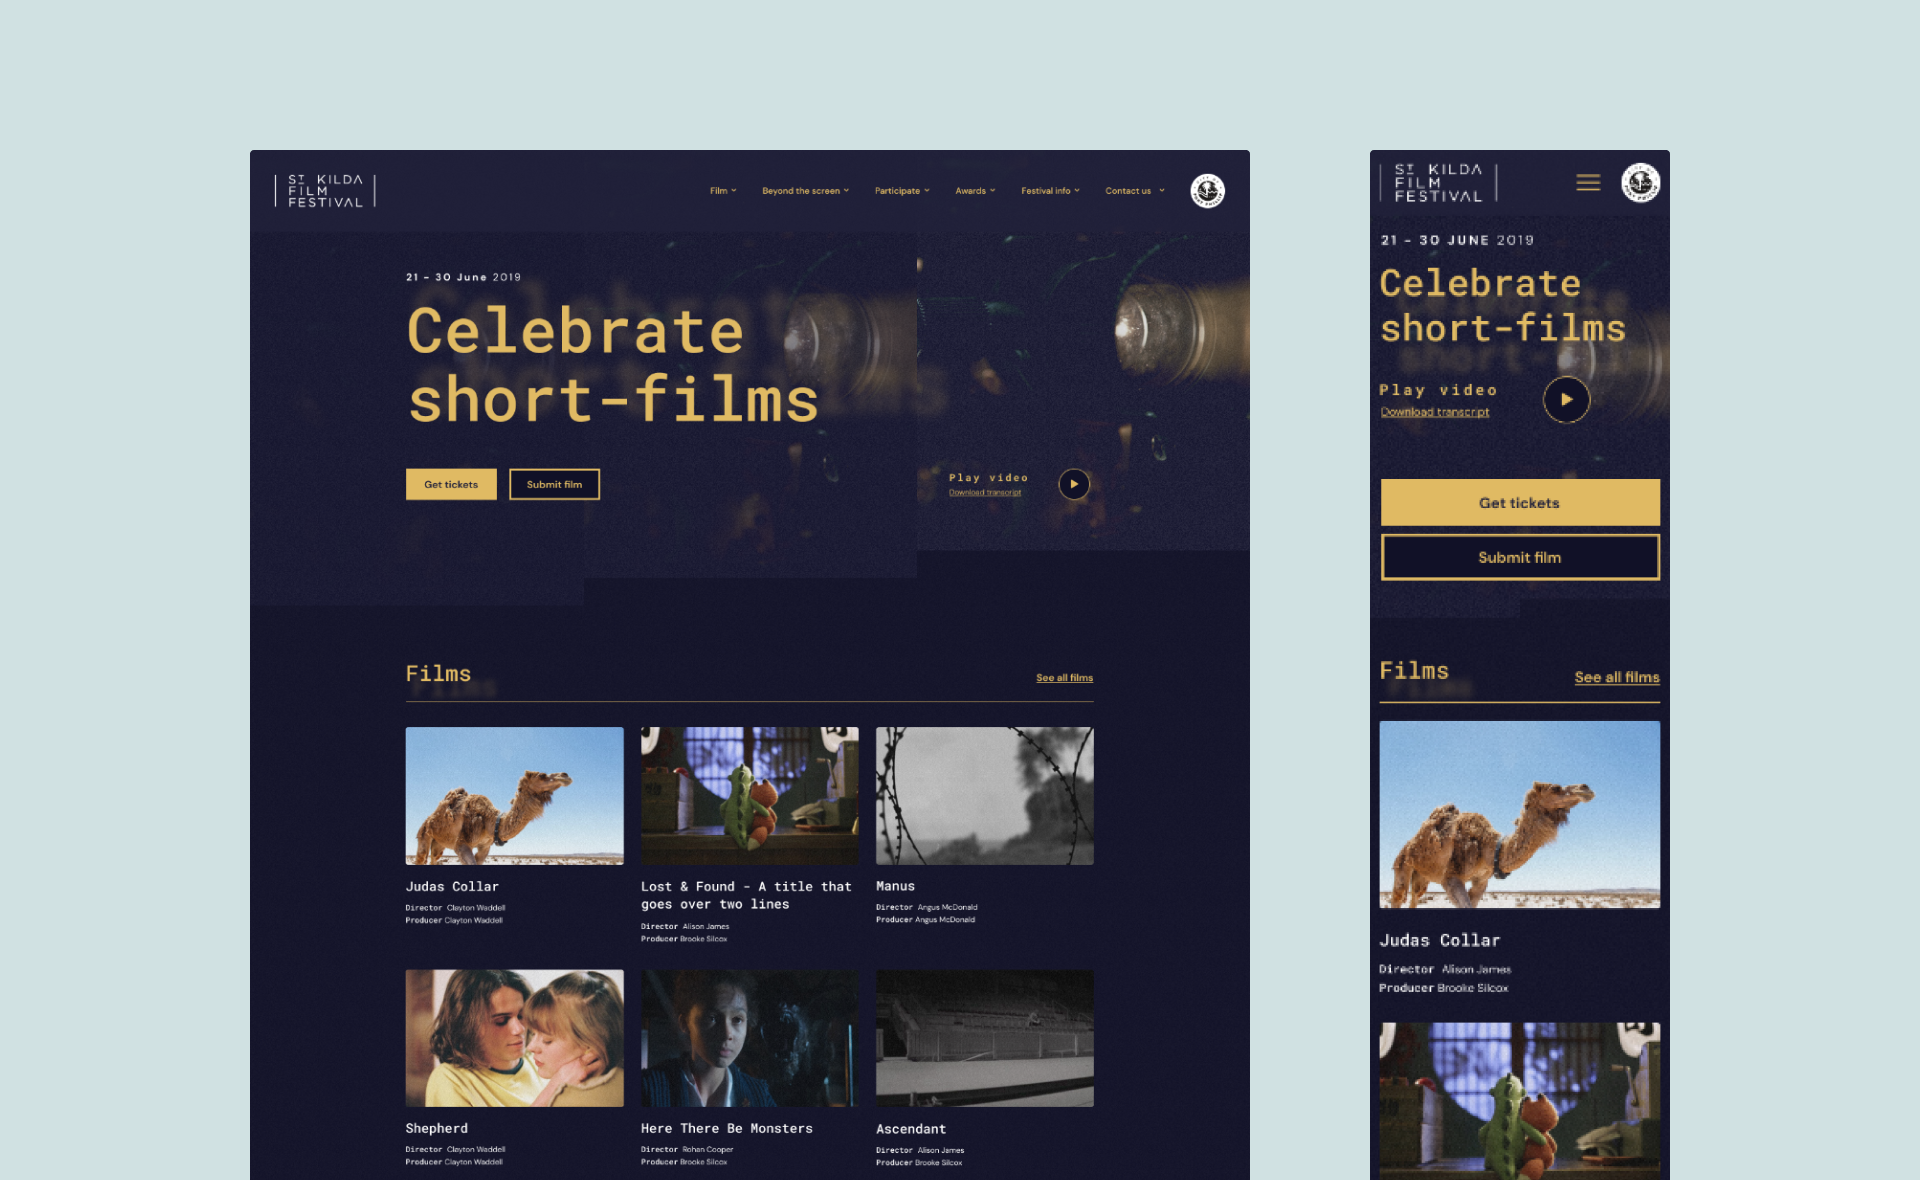 ST KILDA
FILM
FESTIVAL
Film
Beyond the screen
Participate
Awards
Festival info
Contact us
21 – 30 June 2019
Celebrate
short-films
Get tickets
Submit film
Play video
Download transcript
Films
See all films
Judas Collar
Director Clayton Waddell
Producer Clayton Waddell
Lost & Found - A title that
goes over two lines
Director Alison James
Producer Brooke Silcox
Manus
Director Angus McDonald
Producer Angus McDonald
Shepherd
Director Clayton Waddell
Producer Clayton Waddell
Here There Be Monsters
Director Rohan Cooper
Producer Brooke Silcox
Ascendant
Director Alison James
Producer Brooke Silcox
ST KILDA
FILM
FESTIVAL
21 – 30 JUNE 2019
Celebrate
short-films
Play video
Download transcript
Get tickets
Submit film
Films
See all films
Judas Collar
Director Alison James
Producer Brooke Silcox